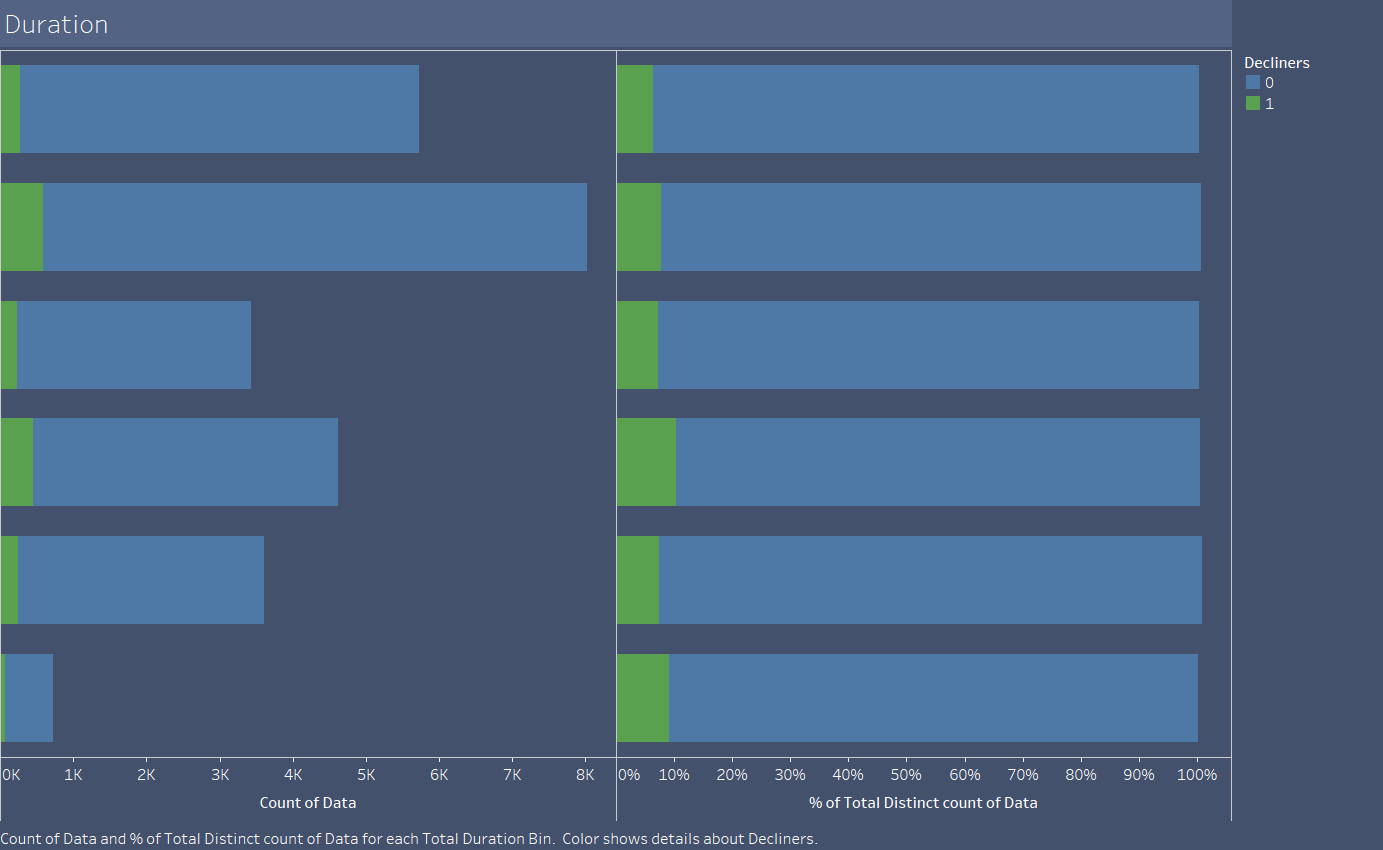 Duration
Decliners
0
1
0K 1K 2K 3K 4K 5K 6K 7K 8K
0% 10% 20% 30% 40% 50% 60% 70% 80% 90% 100%
Count of Data
% of Total Distinct count of Data
Count of Data and % of Total Distinct count of Data for each Total Duration Bin.  Color shows details about Decliners.